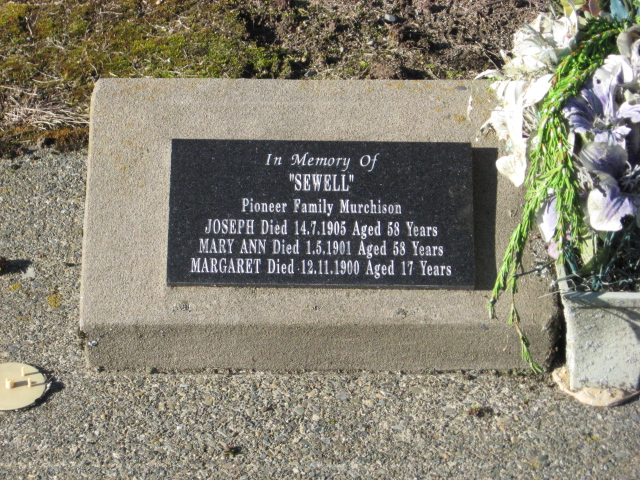 In Memory Of
"SEWELL"
Pioneer Family Murchison
JOSEPH Died 14.7.1905 Aged 58 Years
MARY ANN Died 1.5.1901 Aged 58 Years
MARGARET Died 12.11.1900 Aged 17 Years